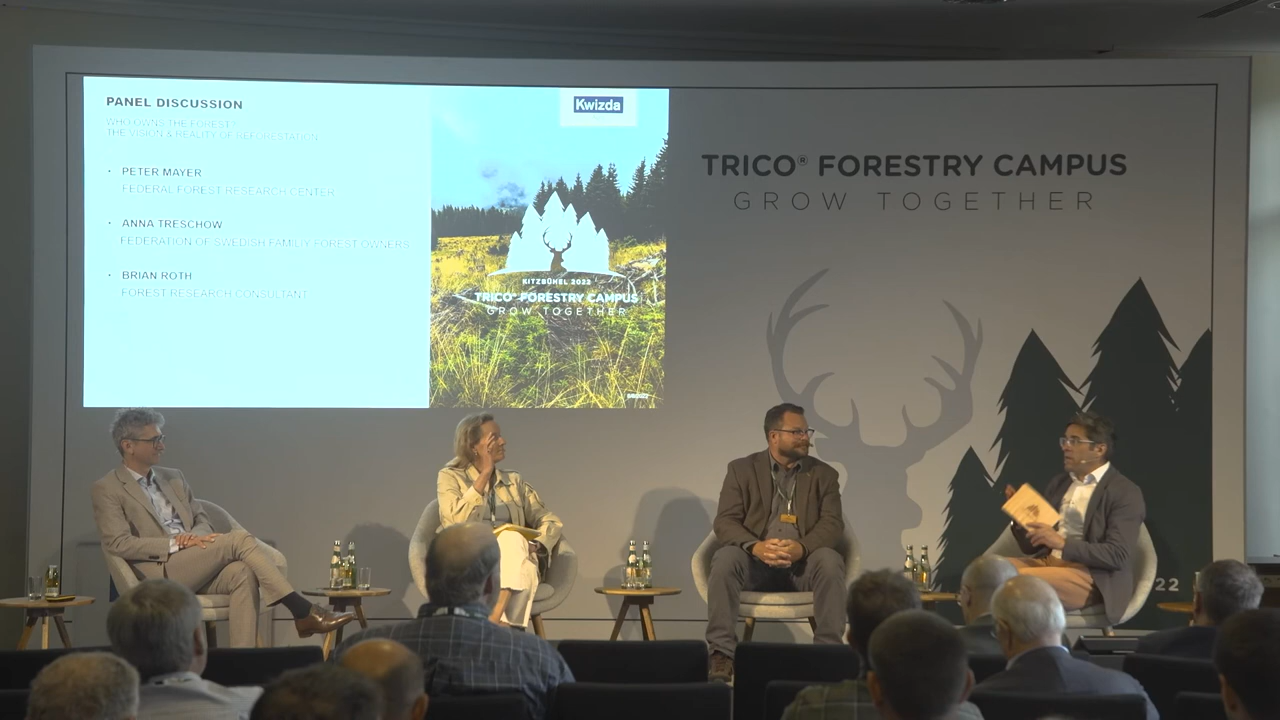 PANEL DISCUSSION
WHO OWNS THE FOREST?
THE VISION & REALITY OF REFORESTATION
• PETER MAYER
FEDERAL FOREST RESEARCH CENTER
• ANNA TRESCHOW
FEDERATION OF SWEDISH FAMILIY FOREST OWNERS
• BRIAN ROTH
FOREST RESEARCH CONSULTANT
Kwizda
KITZBÜHEL 2022
TRICO® FORESTRY CAMPUS
GROW TOGETHER
TRICO® FORESTRY CAMPUS
GROW TOGETHER
22